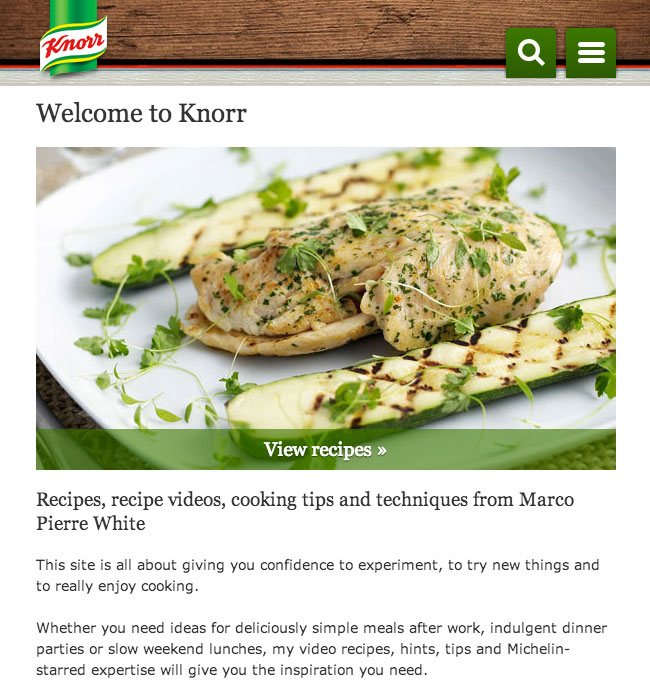 Knorr
Welcome to Knorr
View recipes »
Recipes, recipe videos, cooking tips and techniques from Marco
Pierre White
This site is all about giving you confidence to experiment, to try new things and
to really enjoy cooking.
Whether you need ideas for deliciously simple meals after work, indulgent dinner
parties or slow weekend lunches, my video recipes, hints, tips and Michelin-
starred expertise will give you the inspiration you need.